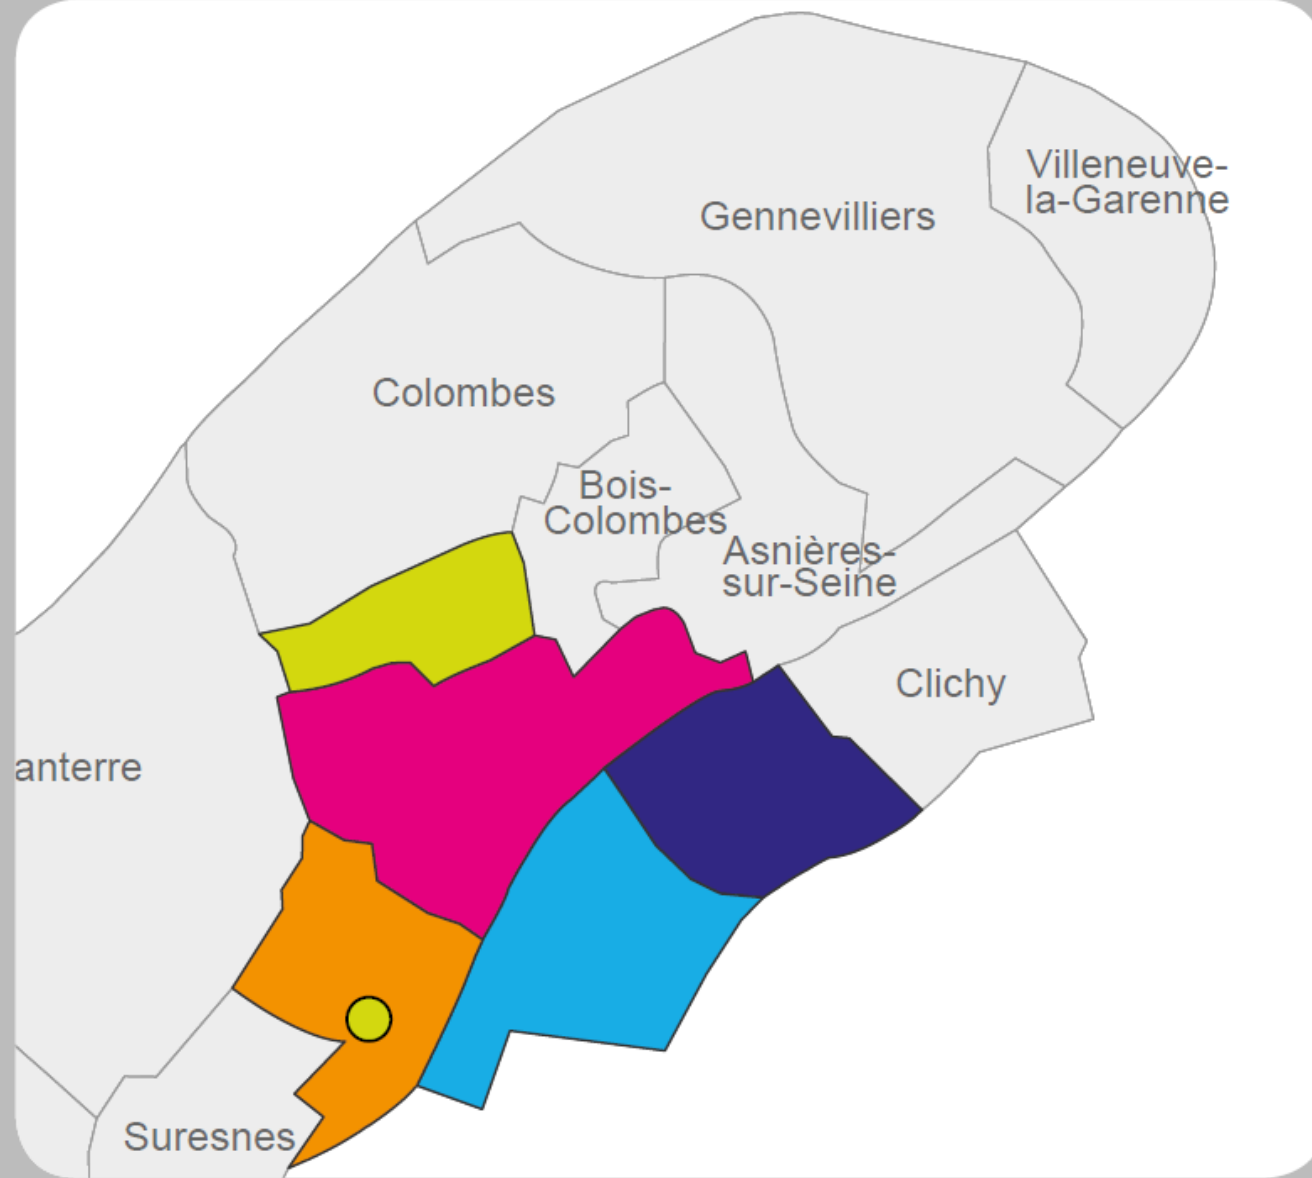 Villeneuve-
la-Garenne
Gennevilliers
Colombes
Bois-
Colombes
Asnières-
sur-Seine
Clichy
anterre
Suresnes